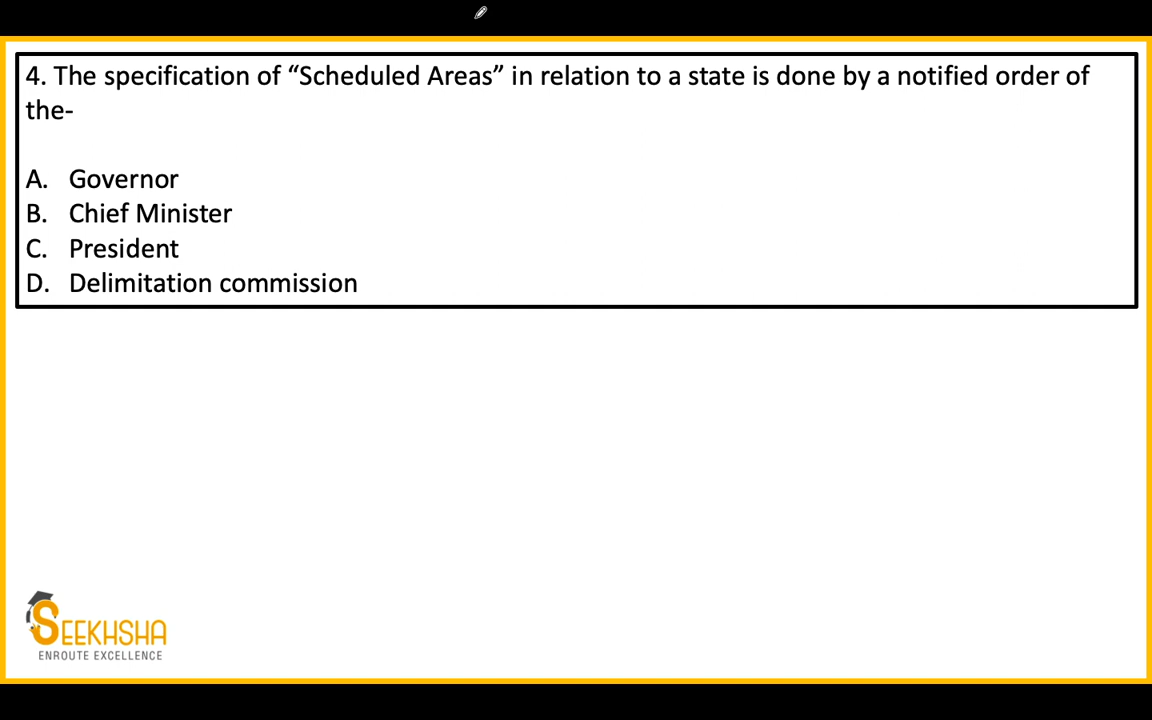 4. The specification of “Scheduled Areas” in relation to a state is done by a notified order of
the-
A. Governor
B. Chief Minister
C. President
D. Delimitation commission
SEEKHSHA
ENROUTE EXCELLENCE